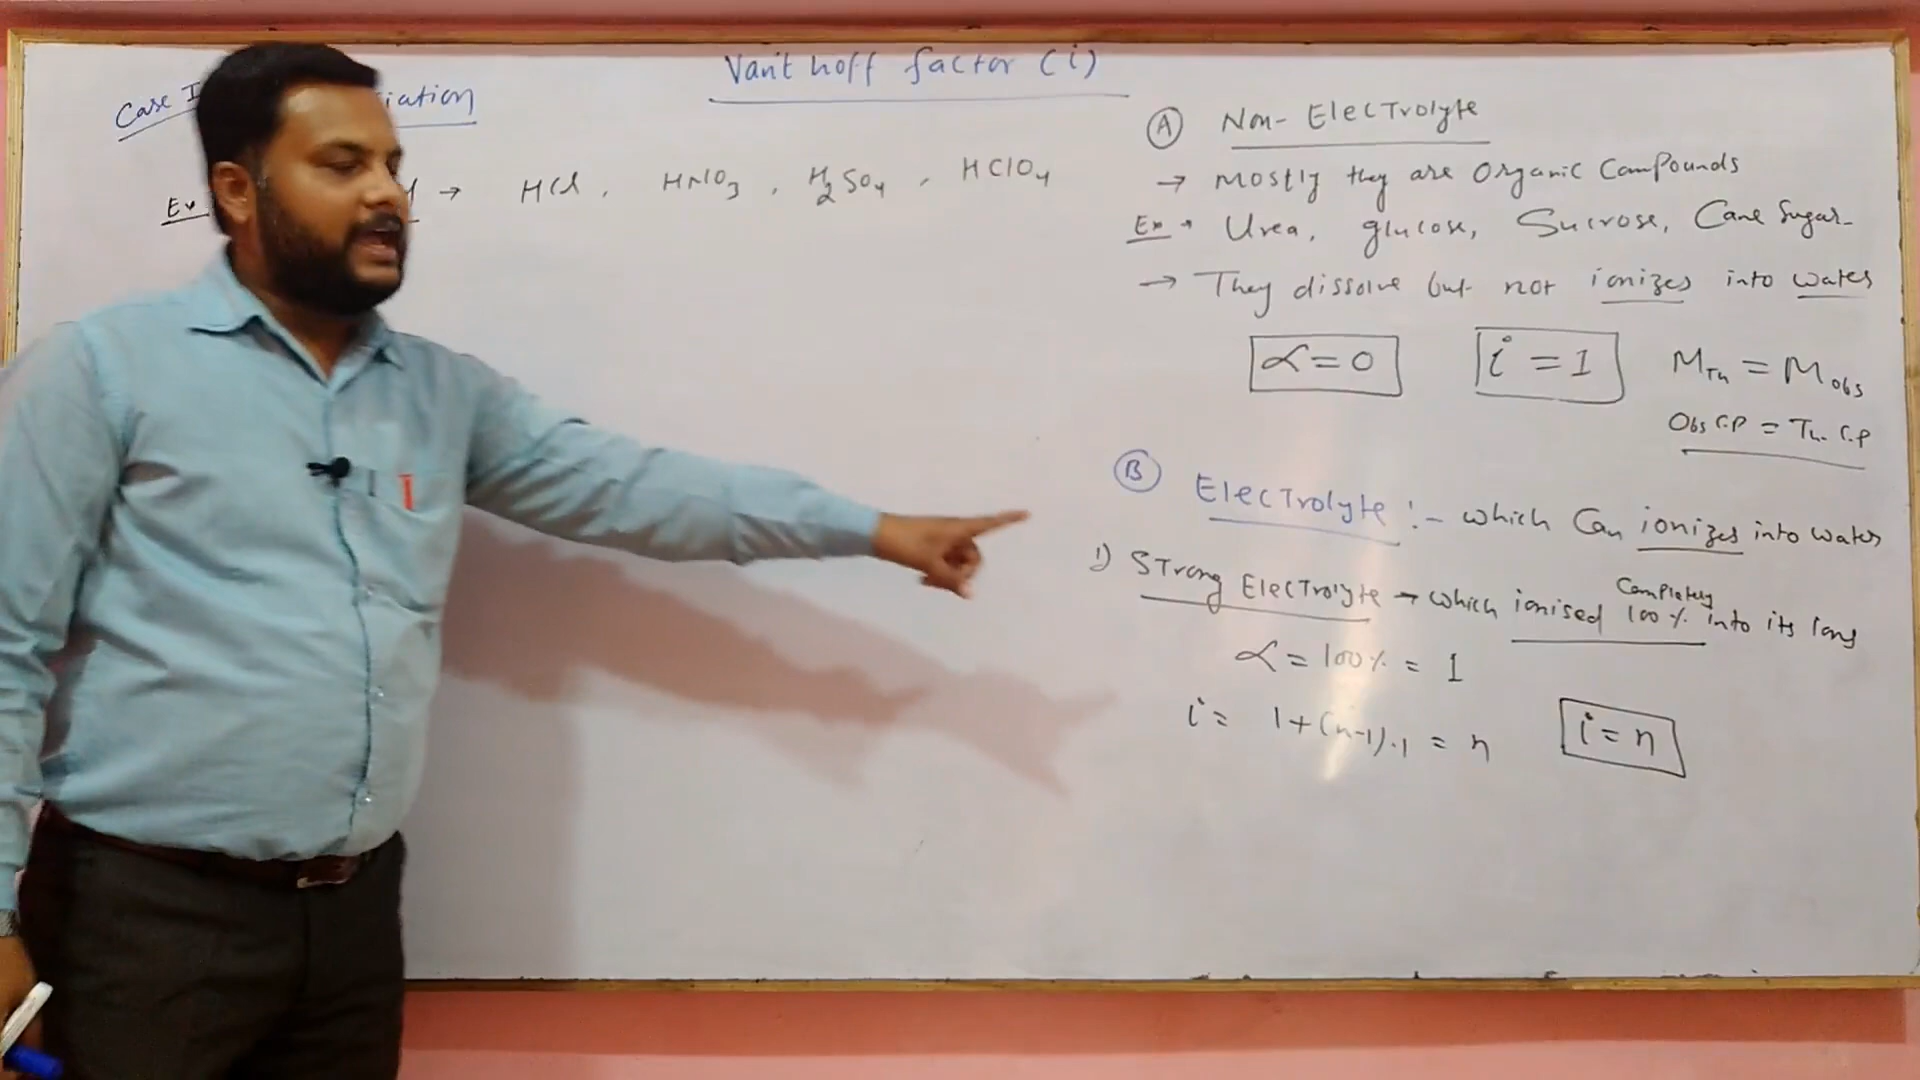 Van't hoff factor (i)
Case I
iation
Ex → HCl, HNO3, H2SO4, HClO4
(A) Non-Electrolyte
→ Mostly they are Organic Compounds
Ex → Urea, glucose, Sucrose, Cane Sugar
→ They dissolve but not ionizes into water
α = 0 i = 1 MTh = Mobs
Obs C.P = Th. C.P
(B) Electrolyte :- which Can ionizes into water
1) Strong Electrolyte → which ionised Completely 100% into its ions
α = 100% = 1
i = 1+(n-1).1 = n i = n